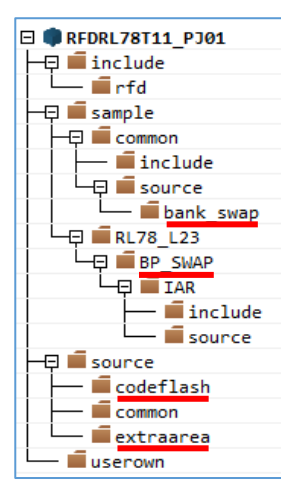 RFDRL78T11_PJ01
include
rfd
sample
common
include
source
bank_swap
RL78_L23
BP_SWAP
IAR
include
source
source
codeflash
common
extraarea
userown